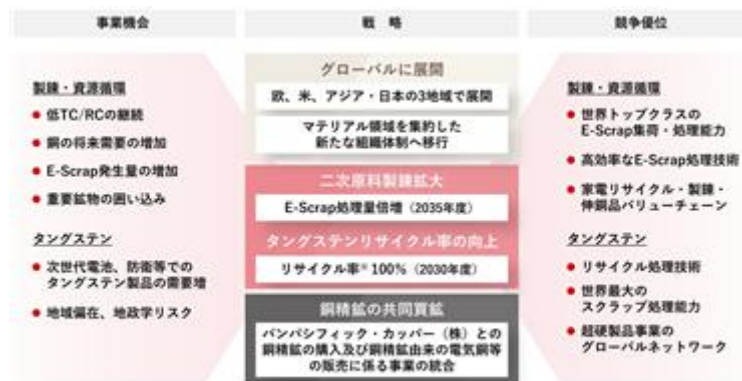 事業機会
戦 略
競争優位
製錬・資源循環
● 低TC/RCの継続
● 銅の将来需要の増加
● E-Scrap発生量の増加
● 重要鉱物の囲い込み
タングステン
● 次世代電池、防衛等での
タングステン製品の需要増
● 地域偏在、地政学リスク
グローバルに展開
欧、米、アジア・日本の3地域で展開
マテリアル領域を集約した
新たな組織体制へ移行
二次原料製錬拡大
E-Scrap処理量倍増（2035年度）
タングステンリサイクル率の向上
リサイクル率※ 100%（2030年度）
銅精鉱の共同買鉱
パンパシフィック・カッパー（株）との
銅精鉱の購入及び銅精鉱由来の電気銅等
の販売に係る事業の統合
製錬・資源循環
● 世界トップクラスの
E-Scrap集荷・処理能力
● 高効率なE-Scrap処理技術
● 家電リサイクル・製錬・
伸銅品バリューチェーン
タングステン
● リサイクル処理技術
● 世界最大の
スクラップ処理能力
● 超硬製品事業の
グローバルネットワーク